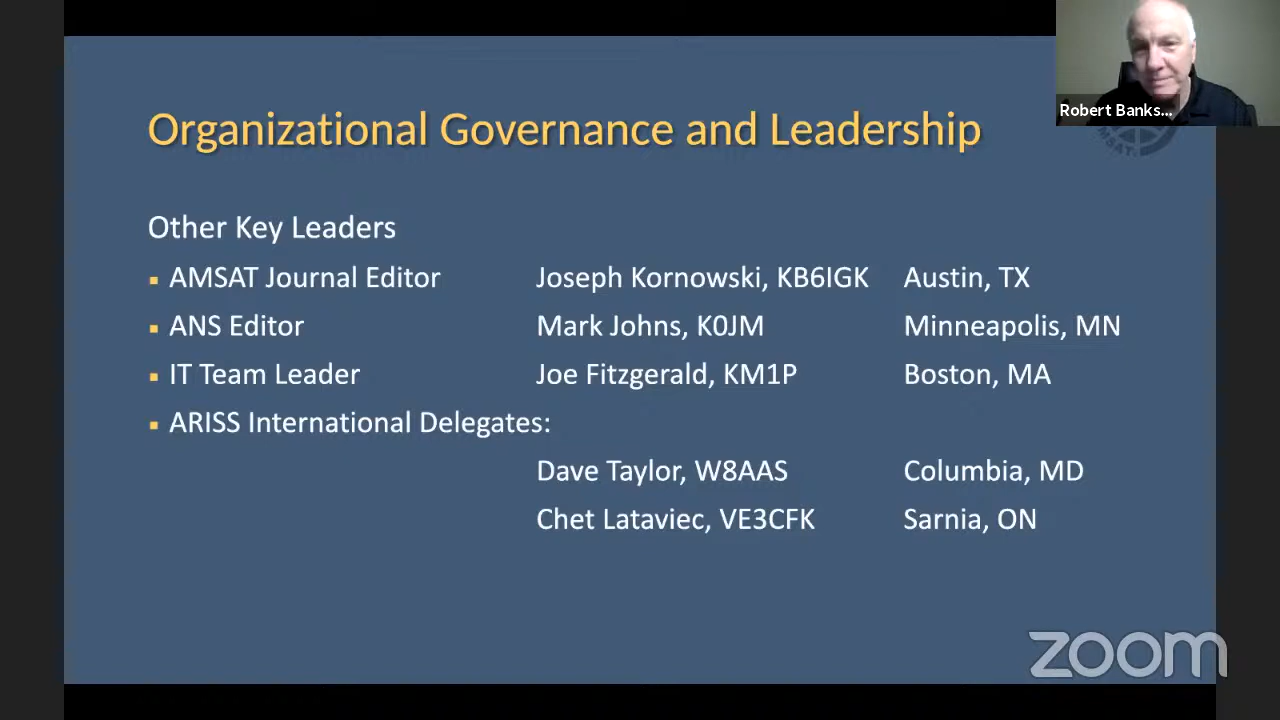 Organizational Governance and Leadership
Robert Banks...
AMSAT
Other Key Leaders
AMSAT Journal Editor Joseph Kornowski, KB6IGK Austin, TX
ANS Editor Mark Johns, K0JM Minneapolis, MN
IT Team Leader Joe Fitzgerald, KM1P Boston, MA
ARISS International Delegates:
Dave Taylor, W8AAS Columbia, MD
Chet Lataviec, VE3CFK Sarnia, ON
zoom